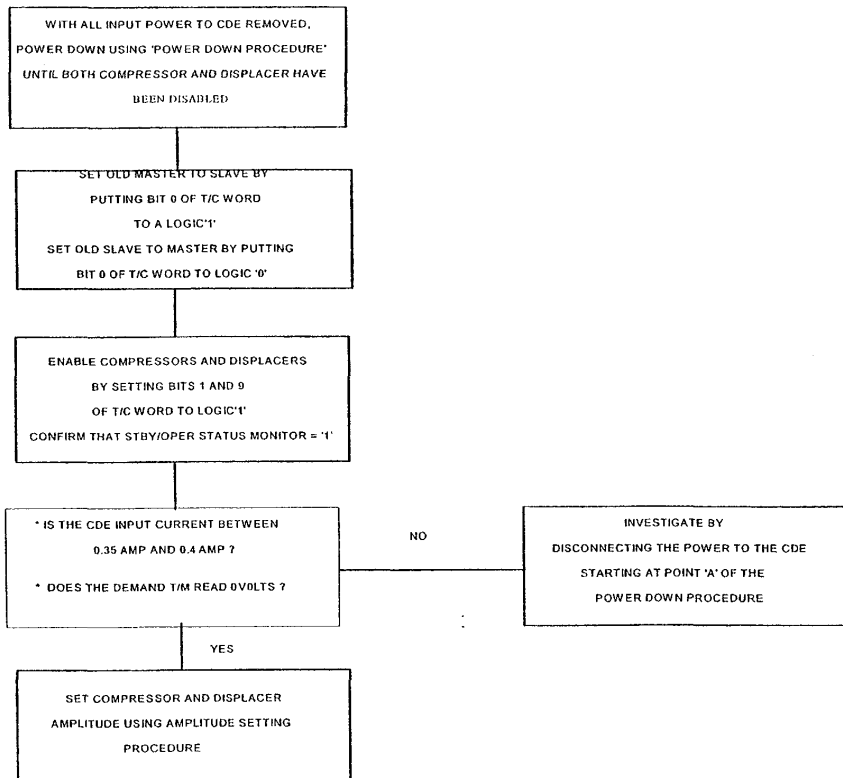 WITH ALL INPUT POWER TO CDE REMOVED,
POWER DOWN USING 'POWER DOWN PROCEDURE'
UNTIL BOTH COMPRESSOR AND DISPLACER HAVE
BEEN DISABLED
SET OLD MASTER TO SLAVE BY
PUTTING BIT 0 OF T/C WORD
TO A LOGIC'1'
SET OLD SLAVE TO MASTER BY PUTTING
BIT 0 OF T/C WORD TO LOGIC '0'
ENABLE COMPRESSORS AND DISPLACERS
BY SETTING BITS 1 AND 9
OF T/C WORD TO LOGIC'1'
CONFIRM THAT STBY/OPER STATUS MONITOR = '1'
* IS THE CDE INPUT CURRENT BETWEEN
0.35 AMP AND 0.4 AMP ?
* DOES THE DEMAND T/M READ 0V0LTS ?
NO
INVESTIGATE BY
DISCONNECTING THE POWER TO THE CDE
STARTING AT POINT 'A' OF THE
POWER DOWN PROCEDURE
YES
SET COMPRESSOR AND DISPLACER
AMPLITUDE USING AMPLITUDE SETTING
PROCEDURE